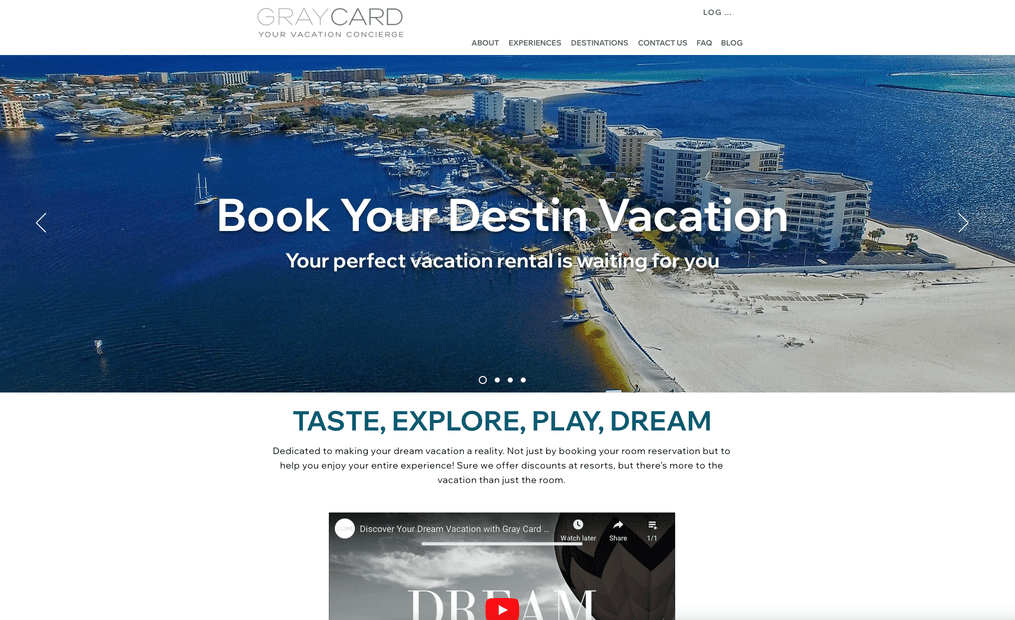 GRAYCARD
YOUR VACATION CONCIERGE
LOG ...
ABOUT EXPERIENCES DESTINATIONS CONTACT US FAQ BLOG
Book Your Destin Vacation
Your perfect vacation rental is waiting for you
TASTE, EXPLORE, PLAY, DREAM
Dedicated to making your dream vacation a reality. Not just by booking your room reservation but to
help you enjoy your entire experience! Sure we offer discounts at resorts, but there's more to the
vacation than just the room.
Discover Your Dream Vacation with Gray Card ...
Watch later Share 1/1
DREAM